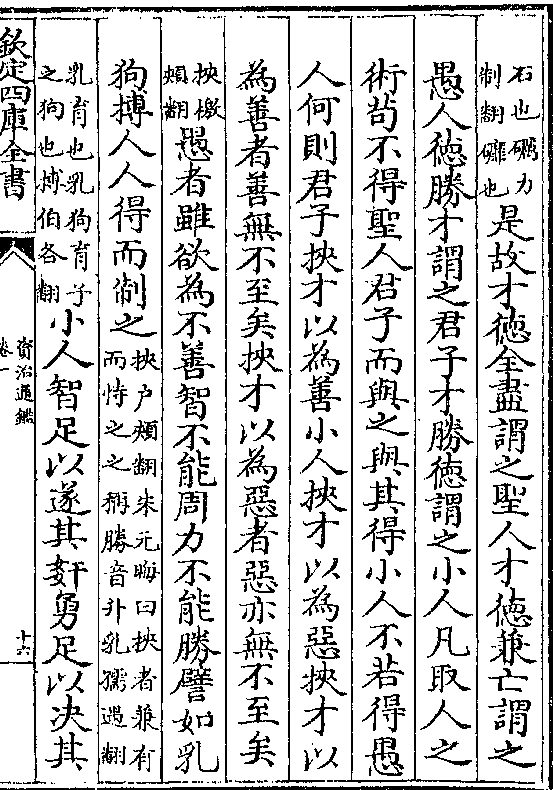 石也礪力
制翻礲也
是故才徳全盡謂之聖人才徳兼亡謂之
愚人徳勝才謂之君子才勝徳謂之小人凡取人之
術茍不得聖人君子而與之與其得小人不若得愚
人何則君子挾才以為善小人挾才以為惡挾才以
為善者善無不至矣挾才以為惡者惡亦無不至矣
挾檄
頰翻
愚者雖欲為不善智不能周力不能勝譬如乳
狗搏人人得而制之
挾户頰翻朱元晦曰挾者兼有
而恃之之稱勝音升乳孺遇翻
乳育也乳狗育子
之狗也搏伯各翻
小人智足以遂其姦勇足以决其
欽定四庫全書
資治通鑑
卷一
十六